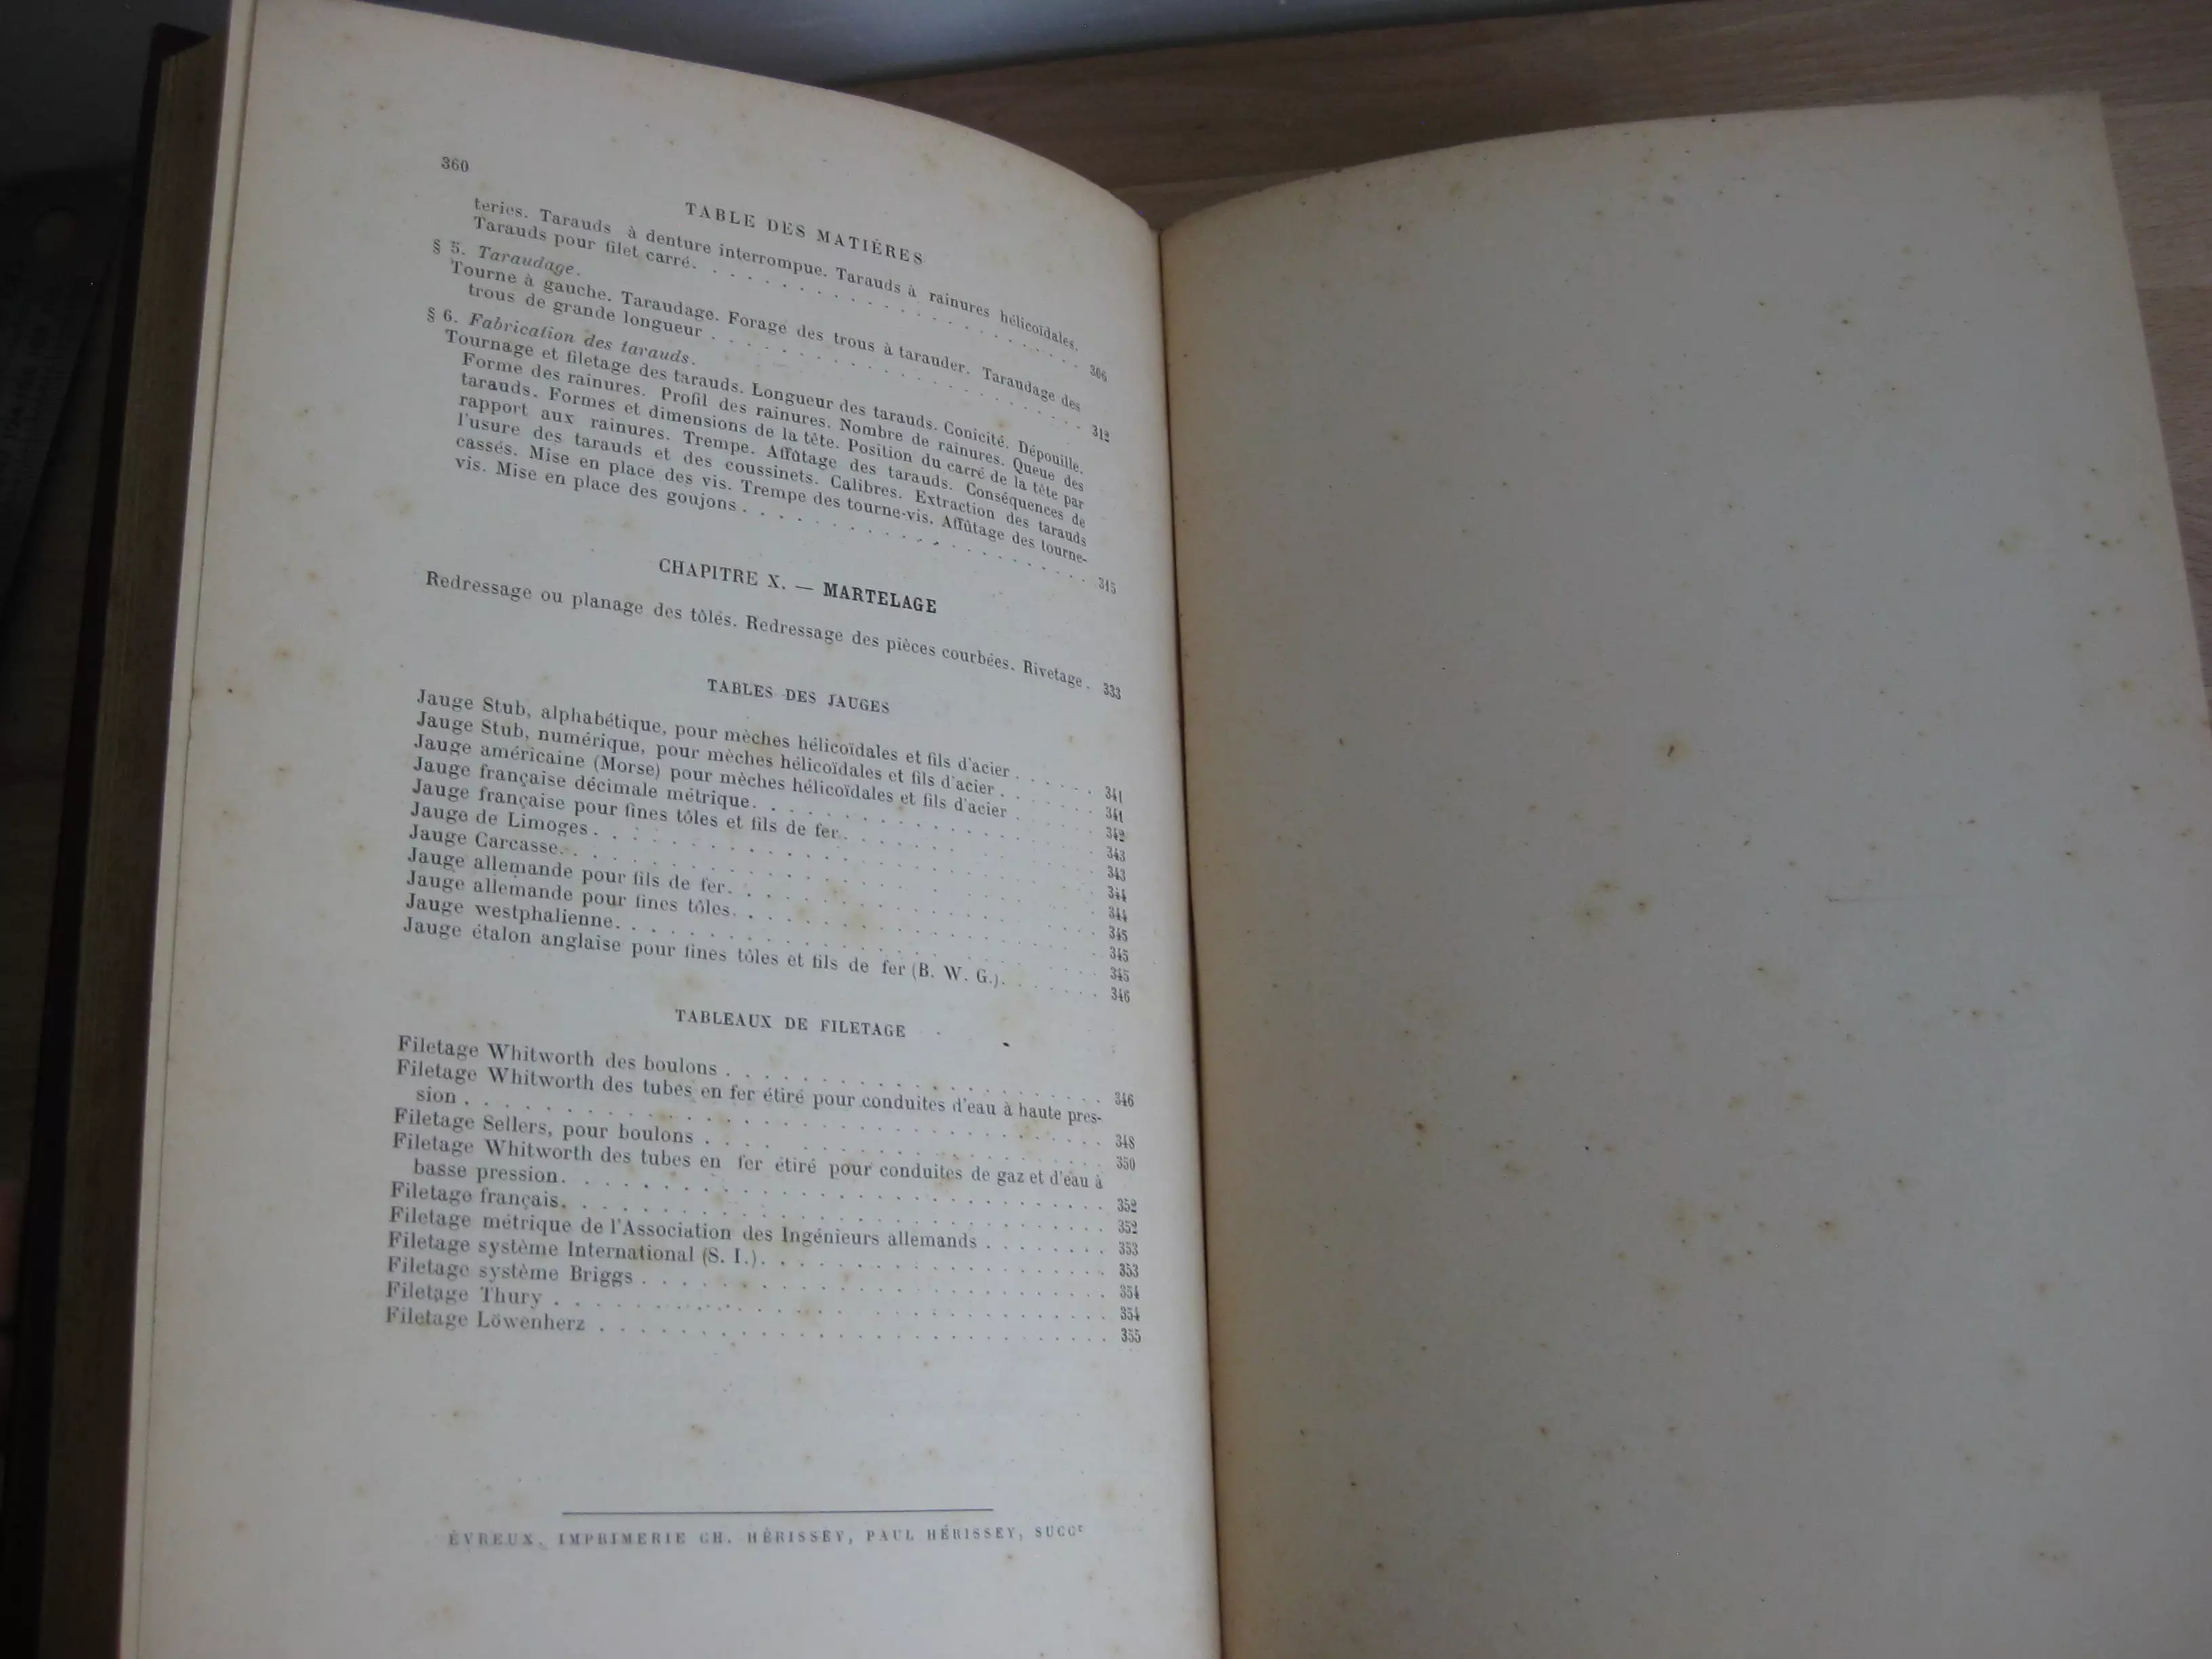 360
TABLE DES MATIÈRES
teries. Tarauds à denture interrompue. Tarauds à rainures hélicoïdales.
Tarauds pour filet carré. . . . . . . . . . . . . . . . . . . . 306
§ 5. Taraudage.
Tourne à gauche. Taraudage. Forage des trous à tarauder. Taraudage des
trous de grande longueur . . . . . . . . . . . . . . . . . . . . 312
§ 6. Fabrication des tarauds.
Tournage et filetage des tarauds. Longueur des tarauds. Conicité. Dépouille.
Forme des rainures. Profil des rainures. Nombre de rainures. Queue des
tarauds. Formes et dimensions de la tête. Position du carré de la tête par
rapport aux rainures. Trempe. Affûtage des tarauds. Conséquences de
l'usure des tarauds et des coussinets. Calibres. Extraction des tarauds
cassés. Mise en place des vis. Trempe des tourne-vis. Affûtage des tourne-
vis. Mise en place des goujons . . . . . . . . . . . . . . . . . . . . 315
CHAPITRE X. — MARTELAGE
Redressage ou planage des tôles. Redressage des pièces courbées. Rivetage . 333
TABLES DES JAUGES
Jauge Stub, alphabétique, pour mèches hélicoïdales et fils d'acier . . . . . 341
Jauge Stub, numérique, pour mèches hélicoïdales et fils d'acier . . . . . . 341
Jauge américaine (Morse) pour mèches hélicoïdales et fils d'acier . . . . . 342
Jauge française décimale métrique. . . . . . . . . . . . . . . . 343
Jauge française pour fines tôles et fils de fer. . . . . . . . . . . . 343
Jauge de Limoges . . . . . . . . . . . . . . . . . . . . 344
Jauge Carcasse. . . . . . . . . . . . . . . . . . . . . 344
Jauge allemande pour fils de fer. . . . . . . . . . . . . . . . 345
Jauge allemande pour fines tôles. . . . . . . . . . . . . . . . 345
Jauge westphalienne. . . . . . . . . . . . . . . . . . . . 345
Jauge étalon anglaise pour fines tôles et fils de fer (B. W. G.). . . . . . . 346
TABLEAUX DE FILETAGE
Filetage Whitworth des boulons . . . . . . . . . . . . . . . . . . . 346
Filetage Whitworth des tubes en fer étiré pour conduites d'eau à haute pres-
sion . . . . . . . . . . . . . . . . . . . . . . . . . . 348
Filetage Sellers, pour boulons . . . . . . . . . . . . . . . . . . . 350
Filetage Whitworth des tubes en fer étiré pour conduites de gaz et d'eau à
basse pression. . . . . . . . . . . . . . . . . . . . . . . . 352
Filetage français. . . . . . . . . . . . . . . . . . . . . . . . 352
Filetage métrique de l'Association des Ingénieurs allemands . . . . . . . 353
Filetage système International (S. I.). . . . . . . . . . . . . . . . . 353
Filetage système Briggs . . . . . . . . . . . . . . . . . . . . . 354
Filetage Thury . . . . . . . . . . . . . . . . . . . . . . . . 354
Filetage Löwenherz . . . . . . . . . . . . . . . . . . . . . . . 355
ÉVREUX, IMPRIMERIE CH. HÉRISSEY, PAUL HÉRISSEY, SUCCr